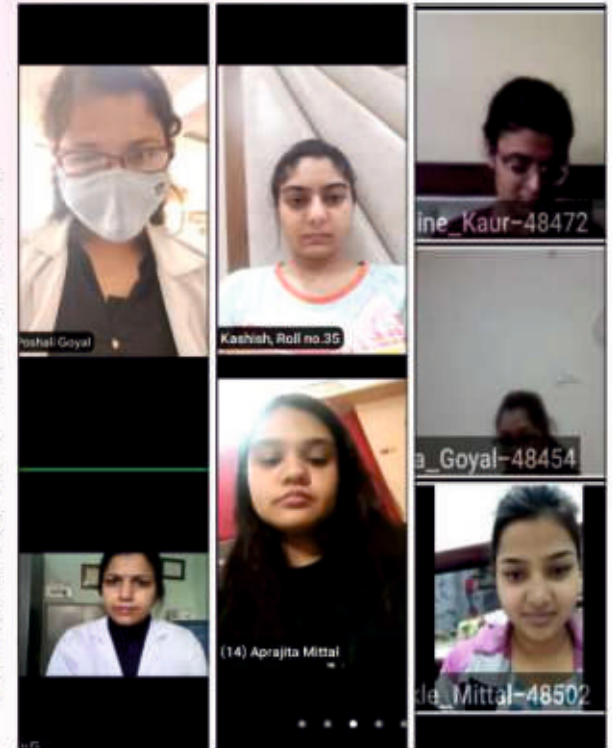 Poshali Goyal
Kashish, Roll no.35
(14) Aprajita Mittal
ine_Kaur-48472
a_Goyal-48454
kle_Mittal-48502